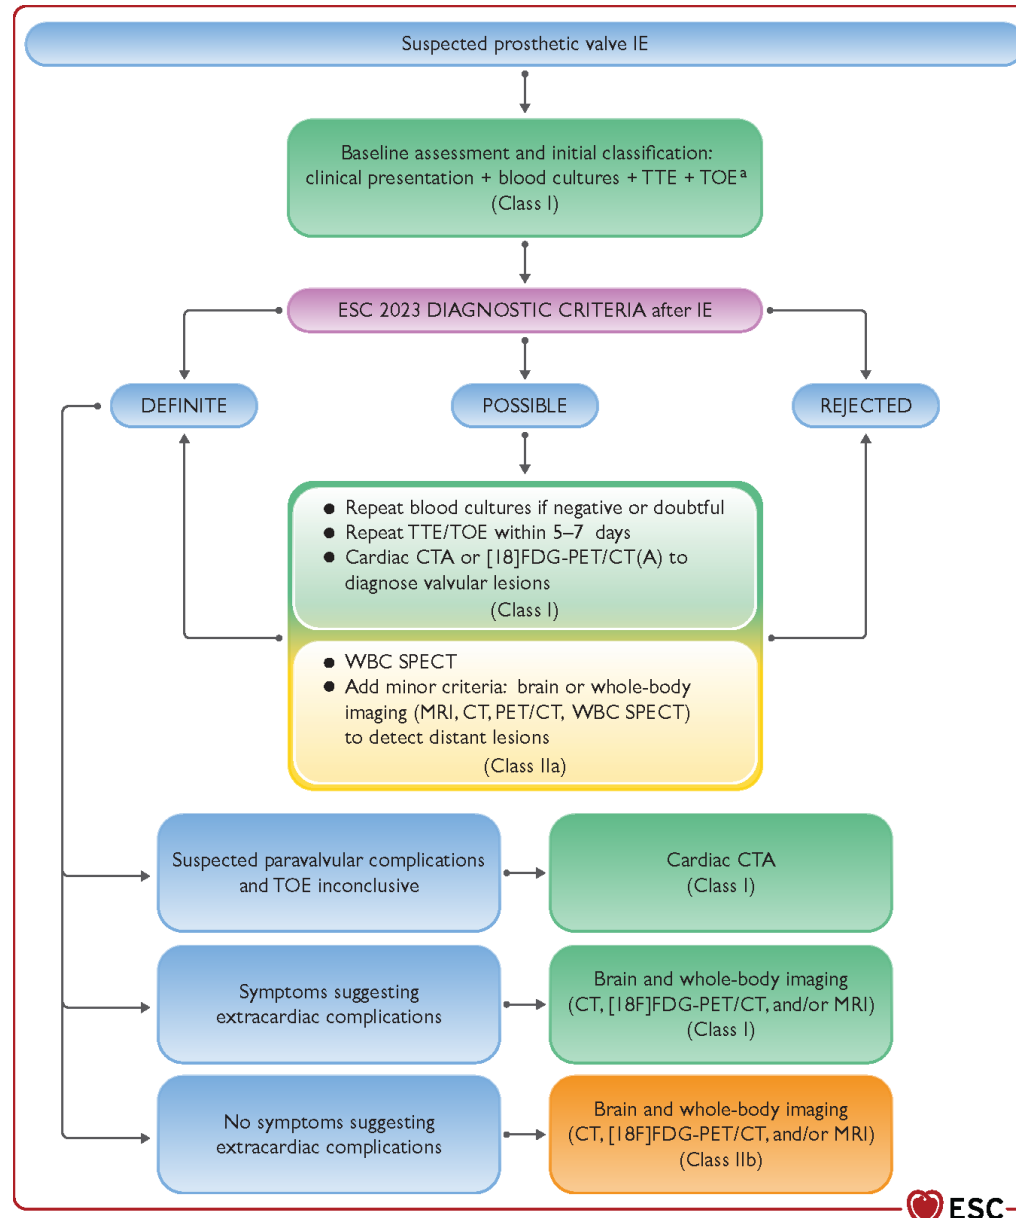 Suspected prosthetic valve IE
Baseline assessment and initial classification:
clinical presentation + blood cultures + TTE + TOEᵃ
(Class I)
ESC 2023 DIAGNOSTIC CRITERIA after IE
DEFINITE
POSSIBLE
REJECTED
● Repeat blood cultures if negative or doubtful
● Repeat TTE/TOE within 5–7 days
● Cardiac CTA or [18]FDG-PET/CT(A) to
diagnose valvular lesions
(Class I)
● WBC SPECT
● Add minor criteria: brain or whole-body
imaging (MRI, CT, PET/CT, WBC SPECT)
to detect distant lesions
(Class IIa)
Suspected paravalvular complications
and TOE inconclusive
Cardiac CTA
(Class I)
Symptoms suggesting
extracardiac complications
Brain and whole-body imaging
(CT, [18F]FDG-PET/CT, and/or MRI)
(Class I)
No symptoms suggesting
extracardiac complications
Brain and whole-body imaging
(CT, [18F]FDG-PET/CT, and/or MRI)
(Class IIb)
ESC